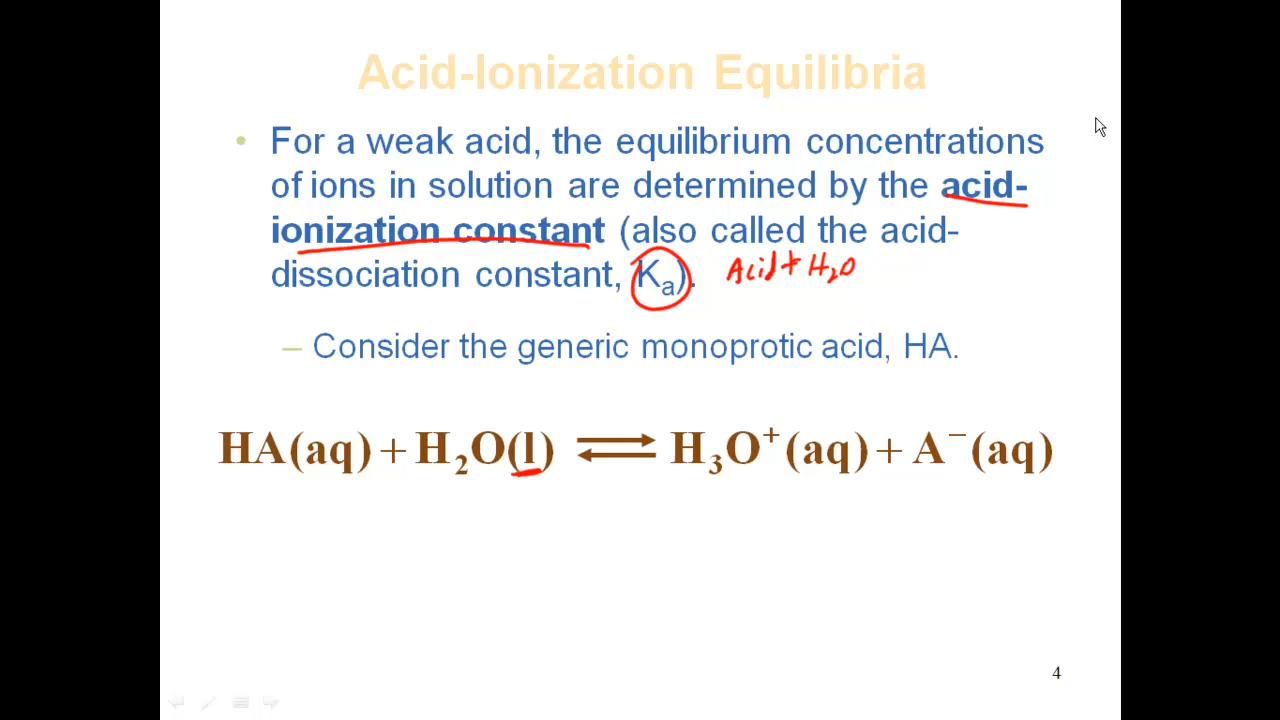 Acid-Ionization Equilibria
• For a weak acid, the equilibrium concentrations
of ions in solution are determined by the acid-
ionization constant (also called the acid-
dissociation constant, Kₐ). Acid + H₂O
– Consider the generic monoprotic acid, HA.
HA(aq) + H₂O(l) ⇌ H₃O⁺(aq) + A⁻(aq)
4